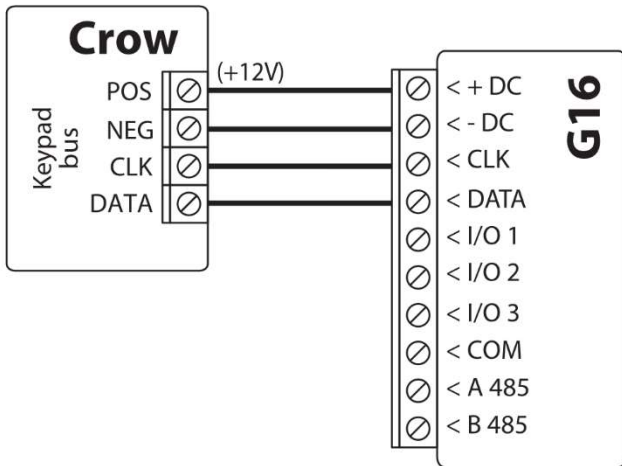 Crow
Keypad
bus
POS
NEG
CLK
DATA
(+12V)
G16
< + DC
< - DC
< CLK
< DATA
< I/O 1
< I/O 2
< I/O 3
< COM
< A 485
< B 485